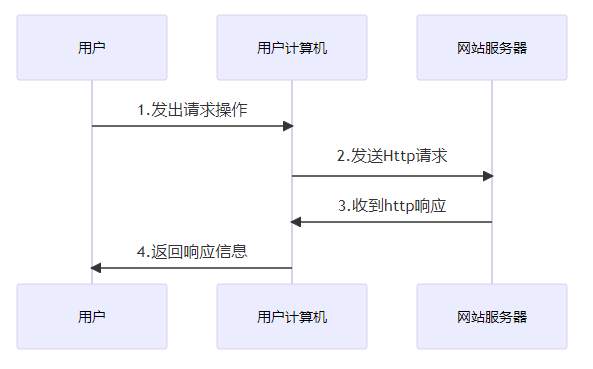 用户
用户计算机
网站服务器
1.发出请求操作
2.发送Http请求
3.收到http响应
4.返回响应信息
用户
用户计算机
网站服务器